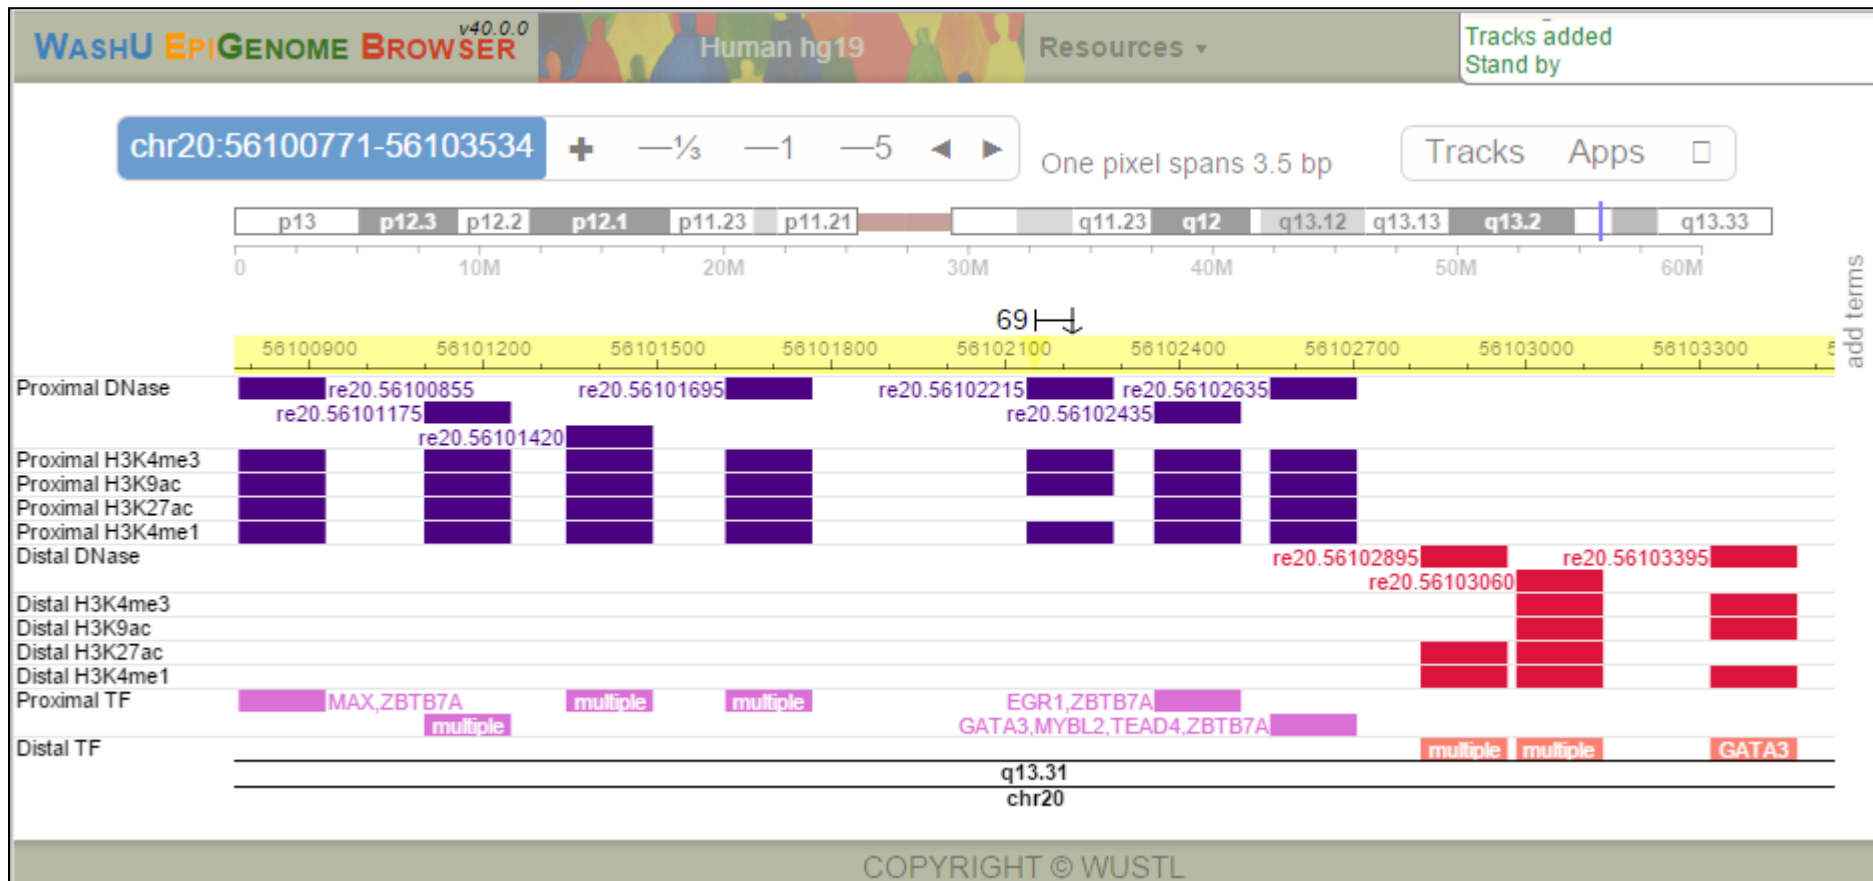 WASHU EPIGENOME BROWSER v40.0.0 Human hg19 Resources ▾
Tracks added
Stand by
chr20:56100771-56103534 + —⅓ —1 —5 ◀ ▶ One pixel spans 3.5 bp Tracks Apps
p13 p12.3 p12.2 p12.1 p11.23 p11.21 q11.23 q12 q13.12 q13.13 q13.2 q13.33
0 10M 20M 30M 40M 50M 60M
add terms
69
56100900 56101200 56101500 56101800 56102100 56102400 56102700 56103000 56103300
Proximal DNase re20.56100855 re20.56101695 re20.56102215 re20.56102635
re20.56101175 re20.56102435
re20.56101420
Proximal H3K4me3
Proximal H3K9ac
Proximal H3K27ac
Proximal H3K4me1
Distal DNase re20.56102895 re20.56103395
re20.56103060
Distal H3K4me3
Distal H3K9ac
Distal H3K27ac
Distal H3K4me1
Proximal TF MAX,ZBTB7A multiple multiple EGR1,ZBTB7A
multiple GATA3,MYBL2,TEAD4,ZBTB7A
Distal TF multiple multiple GATA3
q13.31
chr20
COPYRIGHT © WUSTL